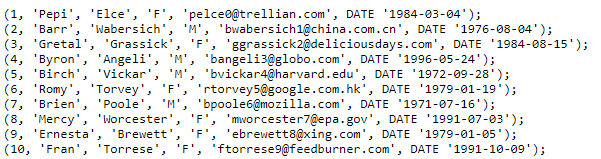 (1, 'Pepi', 'Elce', 'F', 'pelce0@trellian.com', DATE '1984-03-04');
(2, 'Barr', 'Wabersich', 'M', 'bwabersich1@china.com.cn', DATE '1976-08-04');
(3, 'Gretal', 'Grassick', 'F', 'ggrassick2@deliciousdays.com', DATE '1984-08-15');
(4, 'Byron', 'Angeli', 'M', 'bangeli3@globo.com', DATE '1996-05-24');
(5, 'Birch', 'Vickar', 'M', 'bvickar4@harvard.edu', DATE '1972-09-28');
(6, 'Romy', 'Torvey', 'F', 'rtorvey5@google.com.hk', DATE '1979-01-19');
(7, 'Brien', 'Poole', 'M', 'bpoole6@mozilla.com', DATE '1971-07-16');
(8, 'Mercy', 'Worcester', 'F', 'mworcester7@epa.gov', DATE '1991-07-03');
(9, 'Ernesta', 'Brewett', 'F', 'ebrewett8@xing.com', DATE '1979-01-05');
(10, 'Fran', 'Torrese', 'F', 'ftorrese9@feedburner.com', DATE '1991-10-09');